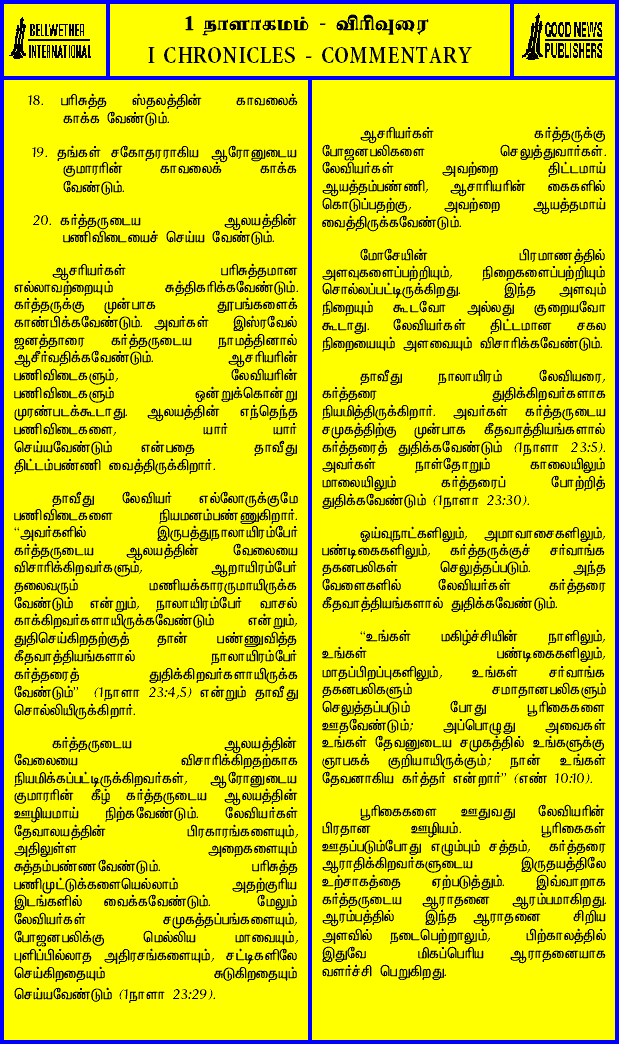 BELLWETHER
INTERNATIONAL
1 நாளாகமம் - விரிவுரை
I CHRONICLES - COMMENTARY
GOOD NEWS
PUBLISHERS
18. பரிசுத்த ஸ்தலத்தின் காவலைக்
காக்க வேண்டும்.
19. தங்கள் சகோதரராகிய ஆரோனுடைய
குமாரரின் காவலைக் காக்க
வேண்டும்.
20. கர்த்தருடைய ஆலயத்தின்
பணிவிடையைச் செய்ய வேண்டும்.
ஆசரியர்கள் பரிசுத்தமான
எல்லாவற்றையும் சுத்திகரிக்கவேண்டும்.
கர்த்தருக்கு முன்பாக தூபங்களைக்
காண்பிக்கவேண்டும். அவர்கள் இஸ்ரவேல்
ஜனத்தாரை கர்த்தருடைய நாமத்தினால்
ஆசீர்வதிக்கவேண்டும். ஆசரியரின்
பணிவிடைகளும், லேவியரின்
பணிவிடைகளும் ஒன்றுக்கொன்று
முரண்படக்கூடாது. ஆலயத்தின் எந்தெந்த
பணிவிடைகளை, யார் யார்
செய்யவேண்டும் என்பதை தாவீது
திட்டம்பண்ணி வைத்திருக்கிறார்.
தாவீது லேவியர் எல்லோருக்குமே
பணிவிடைகளை நியமனம்பண்ணுகிறார்.
“அவர்களில் இருபத்துநாலாயிரம்பேர்
கர்த்தருடைய ஆலயத்தின் வேலையை
விசாரிக்கிறவர்களும், ஆறாயிரம்பேர்
தலைவரும் மணியக்காரருமாயிருக்க
வேண்டும் என்றும், நாலாயிரம்பேர் வாசல்
காக்கிறவர்களாயிருக்கவேண்டும் என்றும்,
துதிசெய்கிறதற்குத் தான் பண்ணுவித்த
கீதவாத்தியங்களால் நாலாயிரம்பேர்
கர்த்தரைத் துதிக்கிறவர்களாயிருக்க
வேண்டும்” (1நாளா 23:4,5) என்றும் தாவீது
சொல்லியிருக்கிறார்.
கர்த்தருடைய ஆலயத்தின்
வேலையை விசாரிக்கிறதற்காக
நியமிக்கப்பட்டிருக்கிறவர்கள், ஆரோனுடைய
குமாரரின் கீழ் கர்த்தருடைய ஆலயத்தின்
ஊழியமாய் நிற்கவேண்டும். லேவியர்கள்
தேவாலயத்தின் பிரகாரங்களையும்,
அதிலுள்ள அறைகளையும்
சுத்தம்பண்ணவேண்டும். பரிசுத்த
பணிமுட்டுக்களையெல்லாம் அதற்குரிய
இடங்களில் வைக்கவேண்டும். மேலும்
லேவியர்கள் சமுகத்தப்பங்களையும்,
போஜனபலிக்கு மெல்லிய மாவையும்,
புளிப்பில்லாத அதிரசங்களையும், சட்டிகளிலே
செய்கிறதையும் சுடுகிறதையும்
செய்யவேண்டும் (1நாளா 23:29).
ஆசரியர்கள் கர்த்தருக்கு
போஜனபலிகளை செலுத்துவார்கள்.
லேவியர்கள் அவற்றை திட்டமாய்
ஆயத்தம்பண்ணி, ஆசாரியரின் கைகளில்
கொடுப்பதற்கு, அவற்றை ஆயத்தமாய்
வைத்திருக்கவேண்டும்.
மோசேயின் பிரமாணத்தில்
அளவுகளைப்பற்றியும், நிறைகளைப்பற்றியும்
சொல்லப்பட்டிருக்கிறது. இந்த அளவும்
நிறையும் கூடவோ அல்லது குறையவோ
கூடாது. லேவியர்கள் திட்டமான சகல
நிறையையும் அளவையும் விசாரிக்கவேண்டும்.
தாவீது நாலாயிரம் லேவியரை,
கர்த்தரை துதிக்கிறவர்களாக
நியமித்திருக்கிறார். அவர்கள் கர்த்தருடைய
சமுகத்திற்கு முன்பாக கீதவாத்தியங்களால்
கர்த்தரைத் துதிக்கவேண்டும் (1நாளா 23:5).
அவர்கள் நாள்தோறும் காலையிலும்
மாலையிலும் கர்த்தரைப் போற்றித்
துதிக்கவேண்டும் (1நாளா 23:30).
ஓய்வுநாட்களிலும், அமாவாசைகளிலும்,
பண்டிகைகளிலும், கர்த்தருக்குச் சர்வாங்க
தகனபலிகள் செலுத்தப்படும். அந்த
வேளைகளில் லேவியர்கள் கர்த்தரை
கீதவாத்தியங்களால் துதிக்கவேண்டும்.
“உங்கள் மகிழ்ச்சியின் நாளிலும்,
உங்கள் பண்டிகைகளிலும்,
மாதப்பிறப்புகளிலும், உங்கள் சர்வாங்க
தகனபலிகளும் சமாதானபலிகளும்
செலுத்தப்படும் போது பூரிகைகளை
ஊதவேண்டும்; அப்பொழுது அவைகள்
உங்கள் தேவனுடைய சமுகத்தில் உங்களுக்கு
ஞாபகக் குறியாயிருக்கும்; நான் உங்கள்
தேவனாகிய கர்த்தர் என்றார்” (எண் 10:10).
பூரிகைகளை ஊதுவது லேவியரின்
பிரதான ஊழியம். பூரிகைகள்
ஊதப்படும்போது எழும்பும் சத்தம், கர்த்தரை
ஆராதிக்கிறவர்களுடைய இருதயத்திலே
உற்சாகத்தை ஏற்படுத்தும். இவ்வாறாக
கர்த்தருடைய ஆராதனை ஆரம்பமாகிறது.
ஆரம்பத்தில் இந்த ஆராதனை சிறிய
அளவில் நடைபெற்றாலும், பிற்காலத்தில்
இதுவே மிகப்பெரிய ஆராதனையாக
வளர்ச்சி பெறுகிறது.